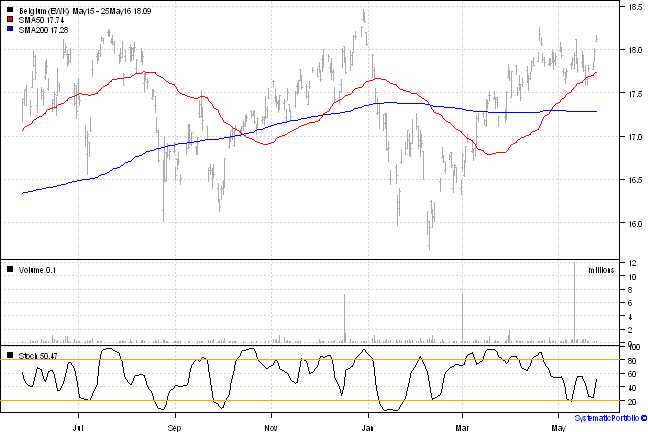 Belgium (EWK) May15 - 25May16 18.09
SMA50 17.74
SMA200 17.28
18.5
18.0
17.5
17.0
16.5
16.0
Volume 0.1
millions
12
10
8
6
4
2
0
Stoch 50.47
100
80
60
40
20
Jul Sep Nov Jan Mar May
SystematicPortfolio ©